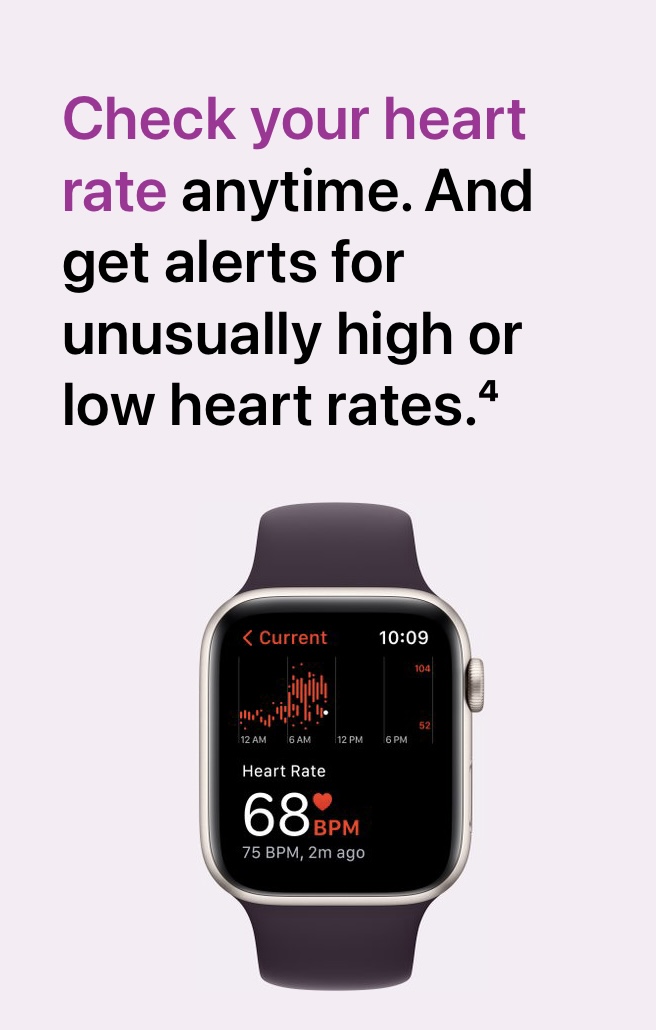 Check your heart
rate anytime. And
get alerts for
unusually high or
low heart rates.⁴
< Current 10:09
104
52
12 AM 6 AM 12 PM 6 PM
Heart Rate
68 BPM
75 BPM, 2m ago